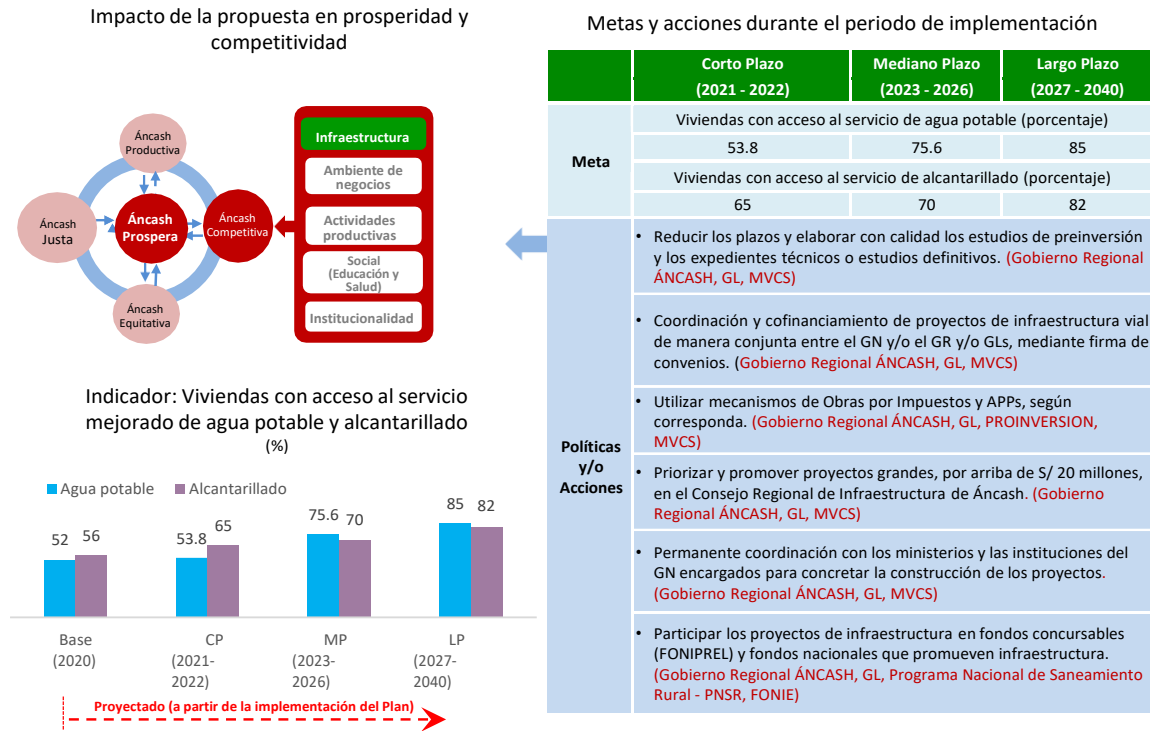 Impacto de la propuesta en prosperidad y
competitividad
Áncash
Productiva
Áncash
Justa
Áncash
Prospera
Áncash
Competitiva
Áncash
Equitativa
Infraestructura
Ambiente de
negocios
Actividades
productivas
Social
(Educación y
Salud)
Institucionalidad
Indicador: Viviendas con acceso al servicio
mejorado de agua potable y alcantarillado
(%)
Agua potable
Alcantarillado
52
56
53.8
65
75.6
70
85
82
Base
(2020)
CP
(2021-
2022)
MP
(2023-
2026)
LP
(2027-
2040)
Proyectado (a partir de la implementación del Plan)
Metas y acciones durante el periodo de implementación
Corto Plazo
(2021 - 2022)
Mediano Plazo
(2023 - 2026)
Largo Plazo
(2027 - 2040)
Meta
Viviendas con acceso al servicio de agua potable (porcentaje)
53.8
75.6
85
Viviendas con acceso al servicio de alcantarillado (porcentaje)
65
70
82
Políticas
y/o
Acciones
• Reducir los plazos y elaborar con calidad los estudios de preinversión
y los expedientes técnicos o estudios definitivos. (Gobierno Regional
ÁNCASH, GL, MVCS)
• Coordinación y cofinanciamiento de proyectos de infraestructura vial
de manera conjunta entre el GN y/o el GR y/o GLs, mediante firma de
convenios. (Gobierno Regional ÁNCASH, GL, MVCS)
• Utilizar mecanismos de Obras por Impuestos y APPs, según
corresponda. (Gobierno Regional ÁNCASH, GL, PROINVERSION,
MVCS)
• Priorizar y promover proyectos grandes, por arriba de S/ 20 millones,
en el Consejo Regional de Infraestructura de Áncash. (Gobierno
Regional ÁNCASH, GL, MVCS)
• Permanente coordinación con los ministerios y las instituciones del
GN encargados para concretar la construcción de los proyectos.
(Gobierno Regional ÁNCASH, GL, MVCS)
• Participar los proyectos de infraestructura en fondos concursables
(FONIPREL) y fondos nacionales que promueven infraestructura.
(Gobierno Regional ÁNCASH, GL, Programa Nacional de Saneamiento
Rural - PNSR, FONIE)